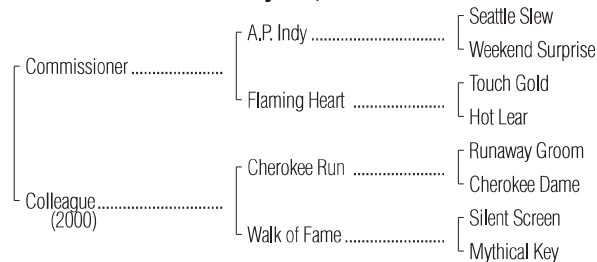 Seattle Slew
A.P. Indy ........................
Weekend Surprise
Commissioner .....................
Touch Gold
Flaming Heart ....................
Hot Lear
Runaway Groom
Cherokee Run ....................
Cherokee Dame
Colleague .........................
(2000)
Silent Screen
Walk of Fame ......................
Mythical Key